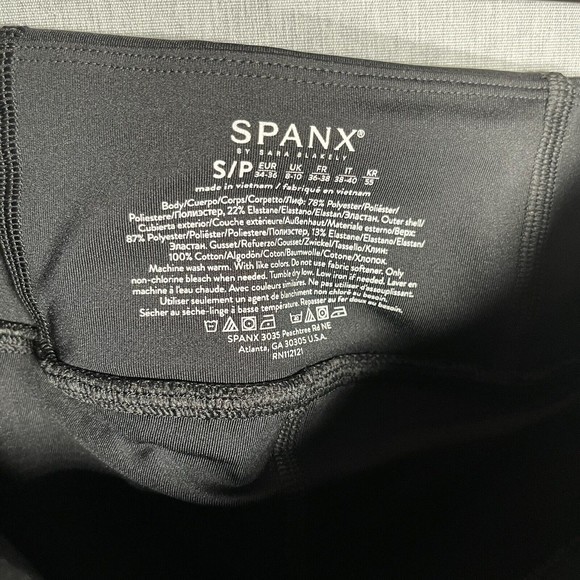 SPANX®
BY SARA BLAKELY
S/P EUR 34-36 UK 8-10 FR 36-38 IT 38-40 KR 55
made in vietnam / fabriqué en vietnam
Body/Cuerpo/Corps/Corpetto/Лиф: 78% Polyester/Poliéster/
Poliestere/Полиэстер, 22% Elastane/Elastano/Elastan/Эластан. Outer shell/
Cubierta exterior/Couche extérieure/Außenhaut/Materiale esterno/Верх:
87% Polyester/Poliéster/Poliestere/Полиэстер, 13% Elastane/Elastano/Elastan/
Эластан. Gusset/Refuerzo/Gousset/Zwickel/Tassello/Клин:
100% Cotton/Algodón/Coton/Baumwolle/Cotone/Хлопок.
Machine wash warm. With like colors. Do not use fabric softener. Only
non-chlorine bleach when needed. Tumble dry low. Low iron if needed. Laver en
machine à l'eau chaude. Avec couleurs similaires. Ne pas utiliser d'assouplissant.
Utiliser seulement un agent de blanchiment non chloré au besoin.
Sécher au sèche-linge à basse température. Repasser au fer doux au besoin.
SPANX 3035 Peachtree Rd NE
Atlanta, GA 30305 U.S.A.
RN112121